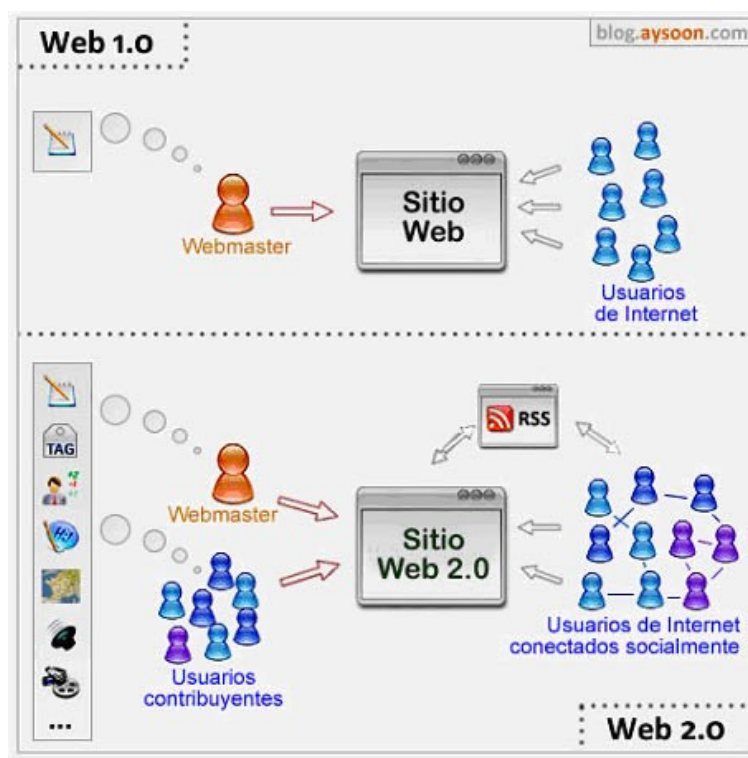 Web 1.0
blog.aysoon.com
Webmaster
Sitio
Web
Usuarios
de Internet
TAG
RSS
Webmaster
Sitio
Web 2.0
Usuarios
contribuyentes
Usuarios de Internet
conectados socialmente
...
Web 2.0